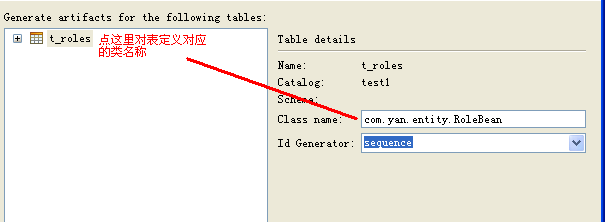 Generate artifacts for the following tables:
t_roles
点这里对表定义对应
的类名称
Table details
Name: t_roles
Catalog: test1
Schema:
Class name: com.yan.entity.RoleBean
Id Generator: sequence